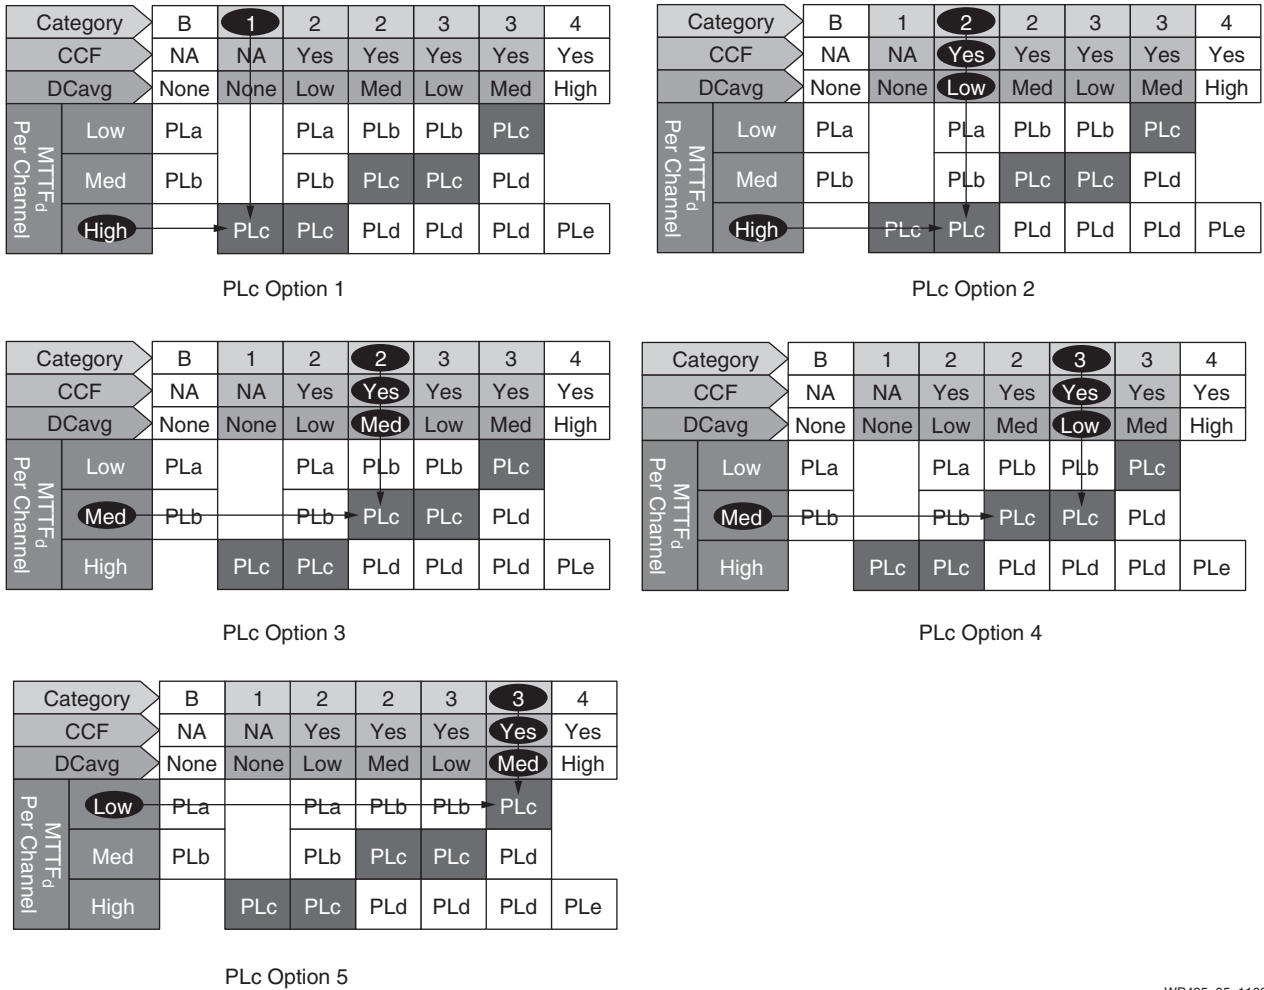 Category B 1 2 2 3 3 4
CCF NA NA Yes Yes Yes Yes Yes
DCavg None None Low Med Low Med High
MTTFd
Per Channel
Low PLa PLa PLb PLb PLc
Med PLb PLb PLc PLc PLd
High PLc PLc PLd PLd PLd PLe
PLc Option 1
Category B 1 2 2 3 3 4
CCF NA NA Yes Yes Yes Yes Yes
DCavg None None Low Med Low Med High
MTTFd
Per Channel
Low PLa PLa PLb PLb PLc
Med PLb PLb PLc PLc PLd
High PLc PLc PLd PLd PLd PLe
PLc Option 2
Category B 1 2 2 3 3 4
CCF NA NA Yes Yes Yes Yes Yes
DCavg None None Low Med Low Med High
MTTFd
Per Channel
Low PLa PLa PLb PLb PLc
Med PLb PLb PLc PLc PLd
High PLc PLc PLd PLd PLd PLe
PLc Option 3
Category B 1 2 2 3 3 4
CCF NA NA Yes Yes Yes Yes Yes
DCavg None None Low Med Low Med High
MTTFd
Per Channel
Low PLa PLa PLb PLb PLc
Med PLb PLb PLc PLc PLd
High PLc PLc PLd PLd PLd PLe
PLc Option 4
Category B 1 2 2 3 3 4
CCF NA NA Yes Yes Yes Yes Yes
DCavg None None Low Med Low Med High
MTTFd
Per Channel
Low PLa PLa PLb PLb PLc
Med PLb PLb PLc PLc PLd
High PLc PLc PLd PLd PLd PLe
PLc Option 5